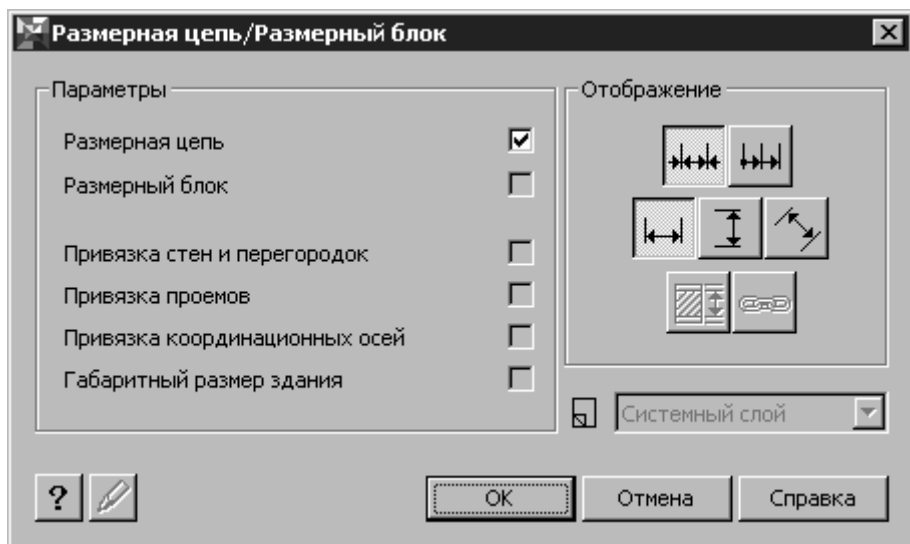 Размерная цепь/Размерный блок
Параметры
Размерная цепь
Размерный блок
Привязка стен и перегородок
Привязка проемов
Привязка координационных осей
Габаритный размер здания
Отображение
Системный слой
?
ОК
Отмена
Справка